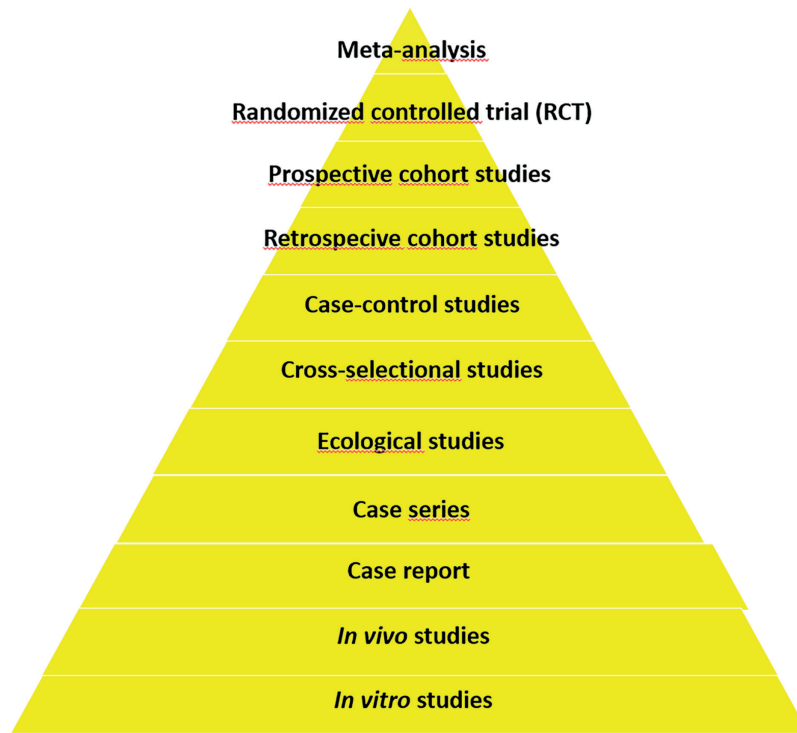 Meta-analysis
Randomized controlled trial (RCT)
Prospective cohort studies
Retrospecive cohort studies
Case-control studies
Cross-selectional studies
Ecological studies
Case series
Case report
In vivo studies
In vitro studies